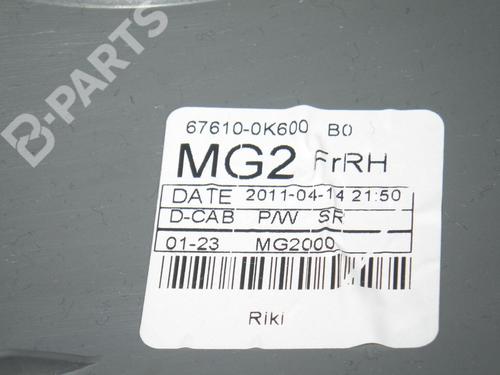 B-PARTS
67610-0K600 B0
MG2 FrRH
DATE 2011-04-14 21:50
D-CAB P/W SR
01-23 MG2000
Riki